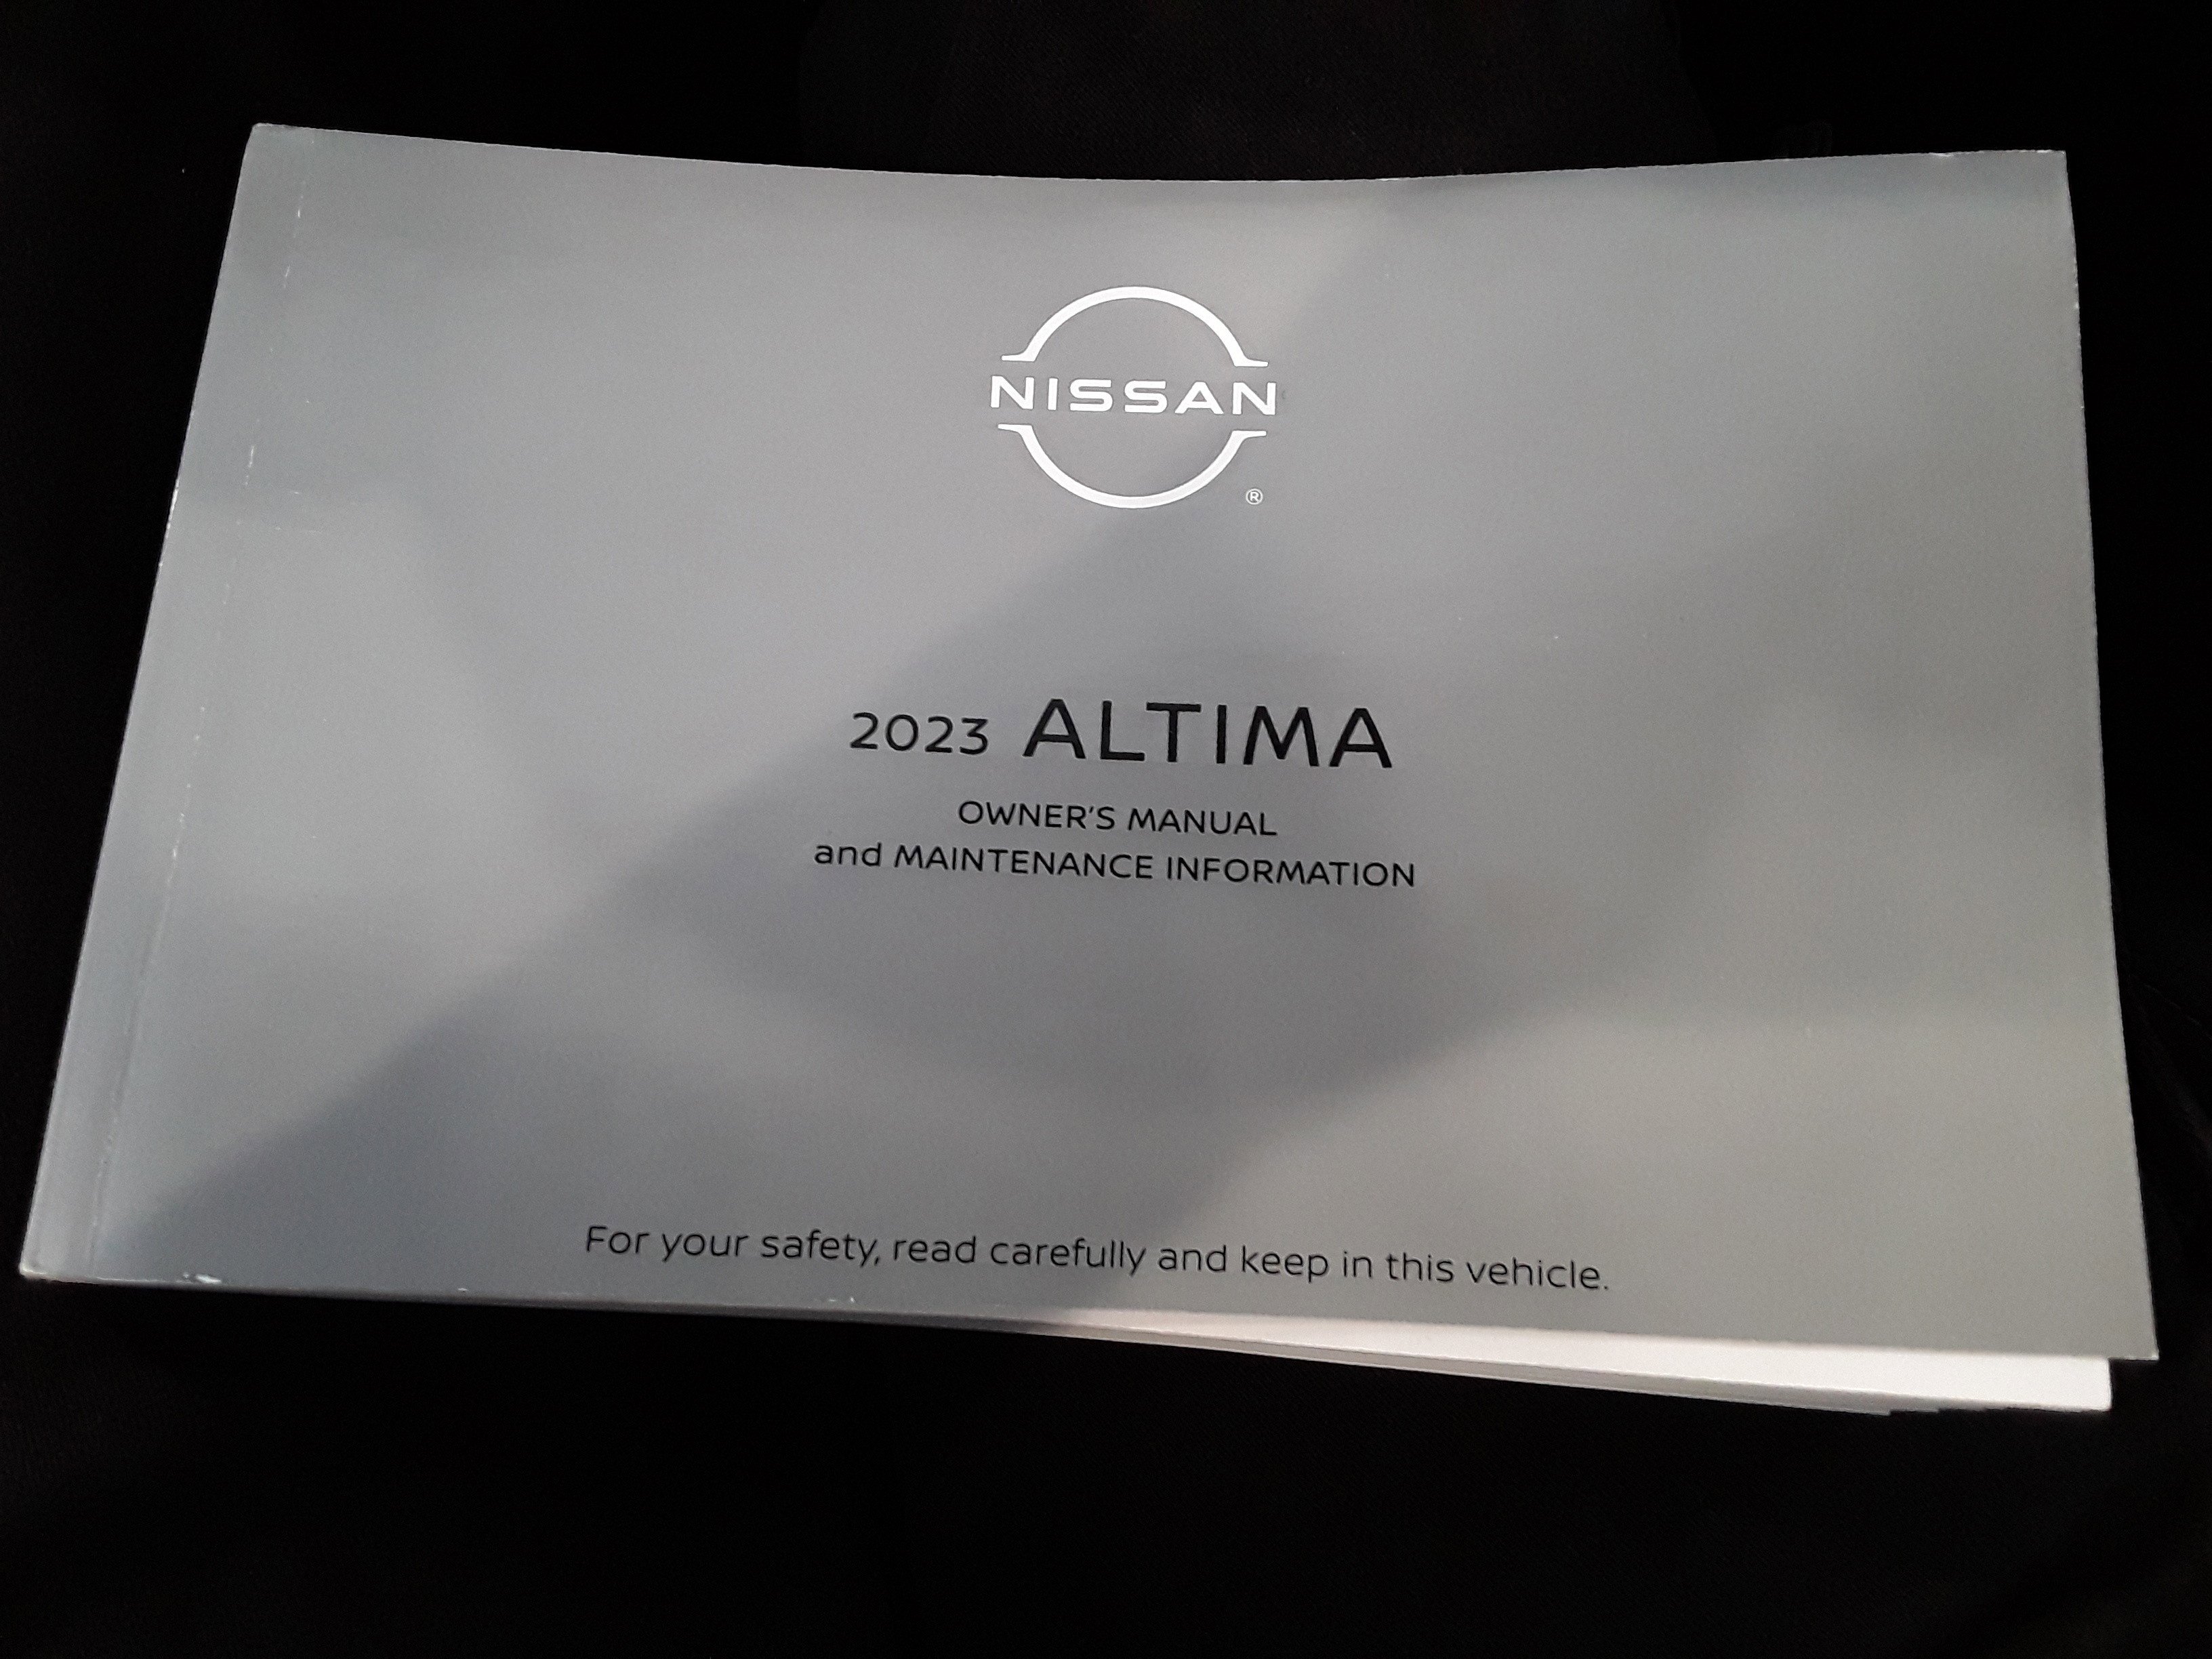 NISSAN
®
2023 ALTIMA
OWNER'S MANUAL
and MAINTENANCE INFORMATION
For your safety, read carefully and keep in this vehicle.